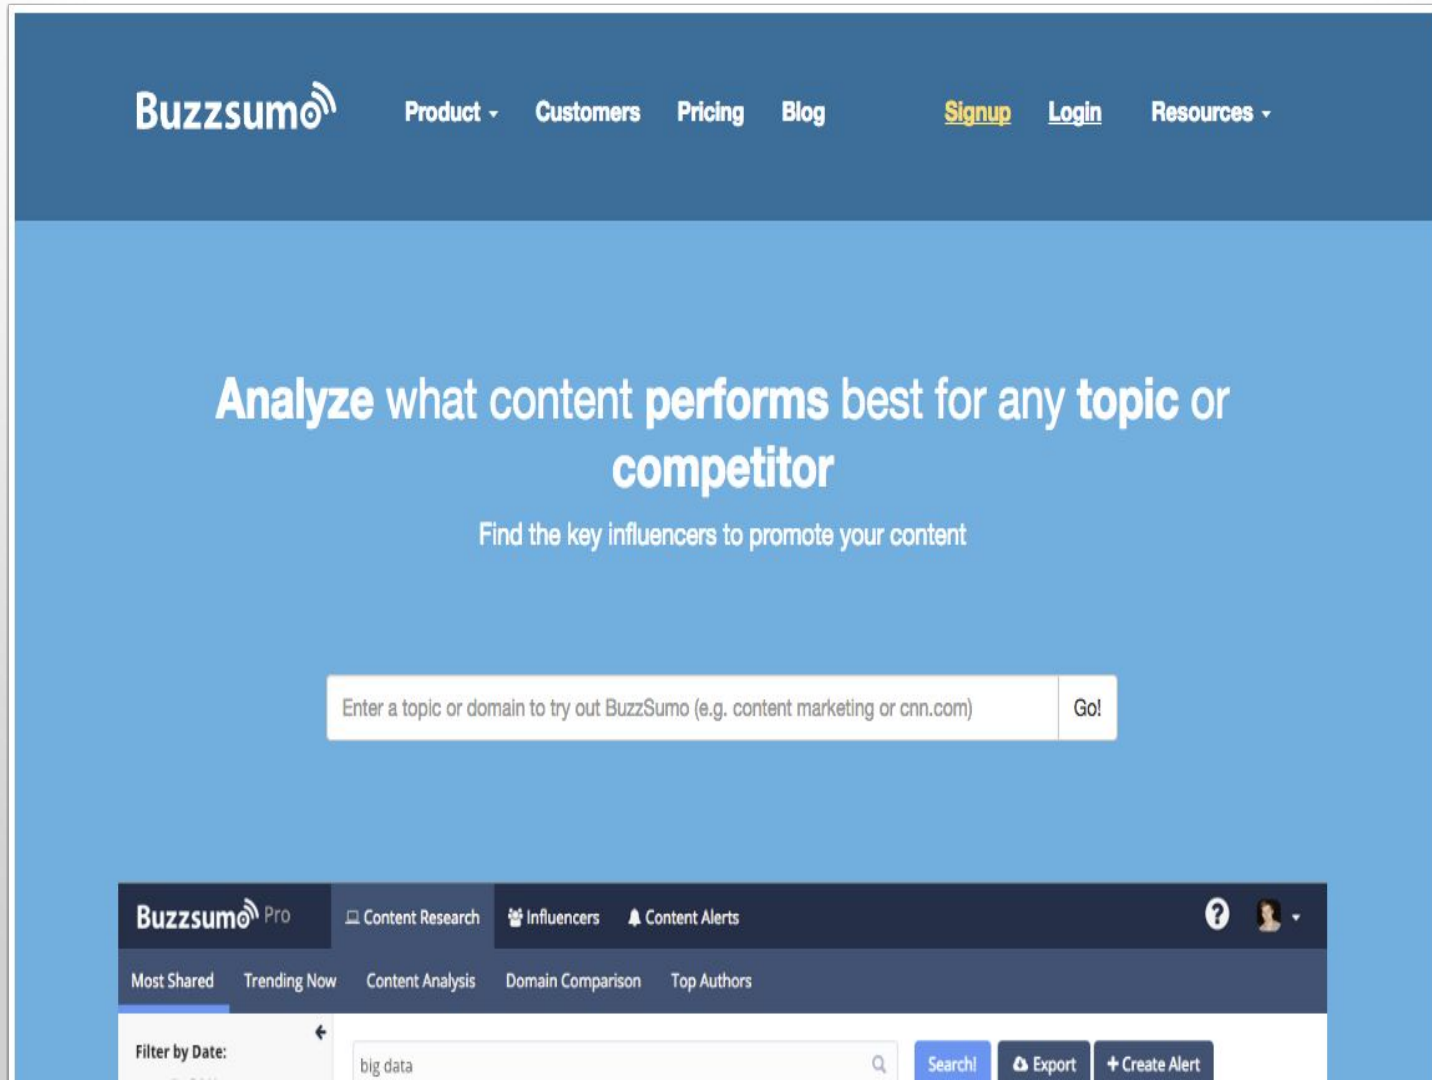 Buzzsumo Product Customers Pricing Blog Signup Login Resources
Analyze what content performs best for any topic or
competitor
Find the key influencers to promote your content
Enter a topic or domain to try out BuzzSumo (e.g. content marketing or cnn.com) Go!
Buzzsumo Pro Content Research Influencers Content Alerts
Most Shared Trending Now Content Analysis Domain Comparison Top Authors
Filter by Date:
big data Search! Export + Create Alert